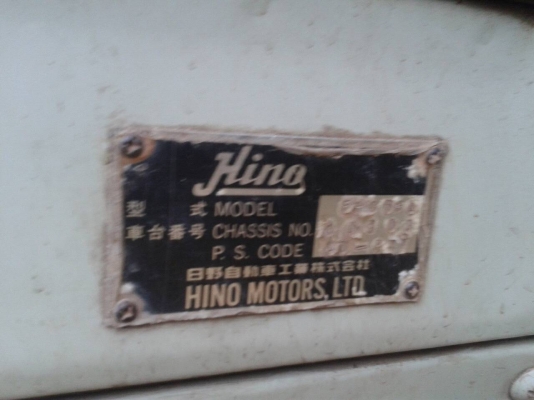 Hino
型 式 MODEL
車台番号 CHASSIS NO.
P. S. CODE
日野自動車工業株式会社
HINO MOTORS, LTD.